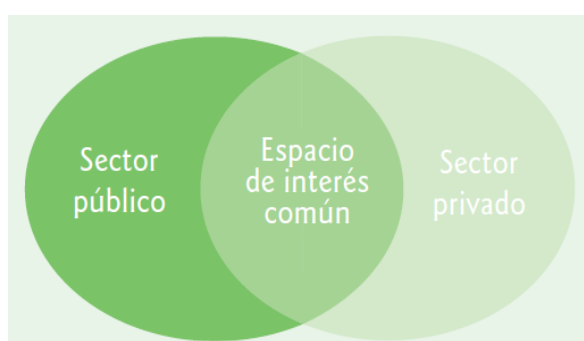 Sector
público
Espacio
de interés
común
Sector
privado